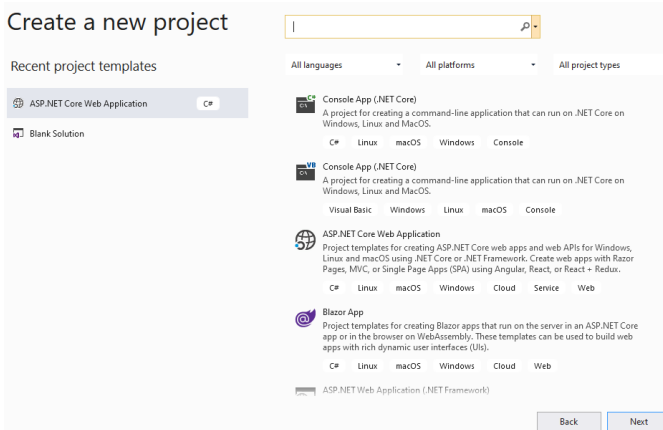 Create a new project
Recent project templates
ASP.NET Core Web Application C#
Blank Solution
All languages All platforms All project types
C#
C:\
Console App (.NET Core)
A project for creating a command-line application that can run on .NET Core on
Windows, Linux and MacOS.
C# Linux macOS Windows Console
VB
C:\
Console App (.NET Core)
A project for creating a command-line application that can run on .NET Core on
Windows, Linux and MacOS.
Visual Basic Windows Linux macOS Console
ASP.NET Core Web Application
Project templates for creating ASP.NET Core web apps and web APIs for Windows,
Linux and macOS using .NET Core or .NET Framework. Create web apps with Razor
Pages, MVC, or Single Page Apps (SPA) using Angular, React, or React + Redux.
C# Linux macOS Windows Cloud Service Web
Blazor App
Project templates for creating Blazor apps that run on the server in an ASP.NET Core
app or in the browser on WebAssembly. These templates can be used to build web
apps with rich dynamic user interfaces (UIs).
C# Linux macOS Windows Cloud Web
ASP.NET Web Application (.NET Framework)
Back Next